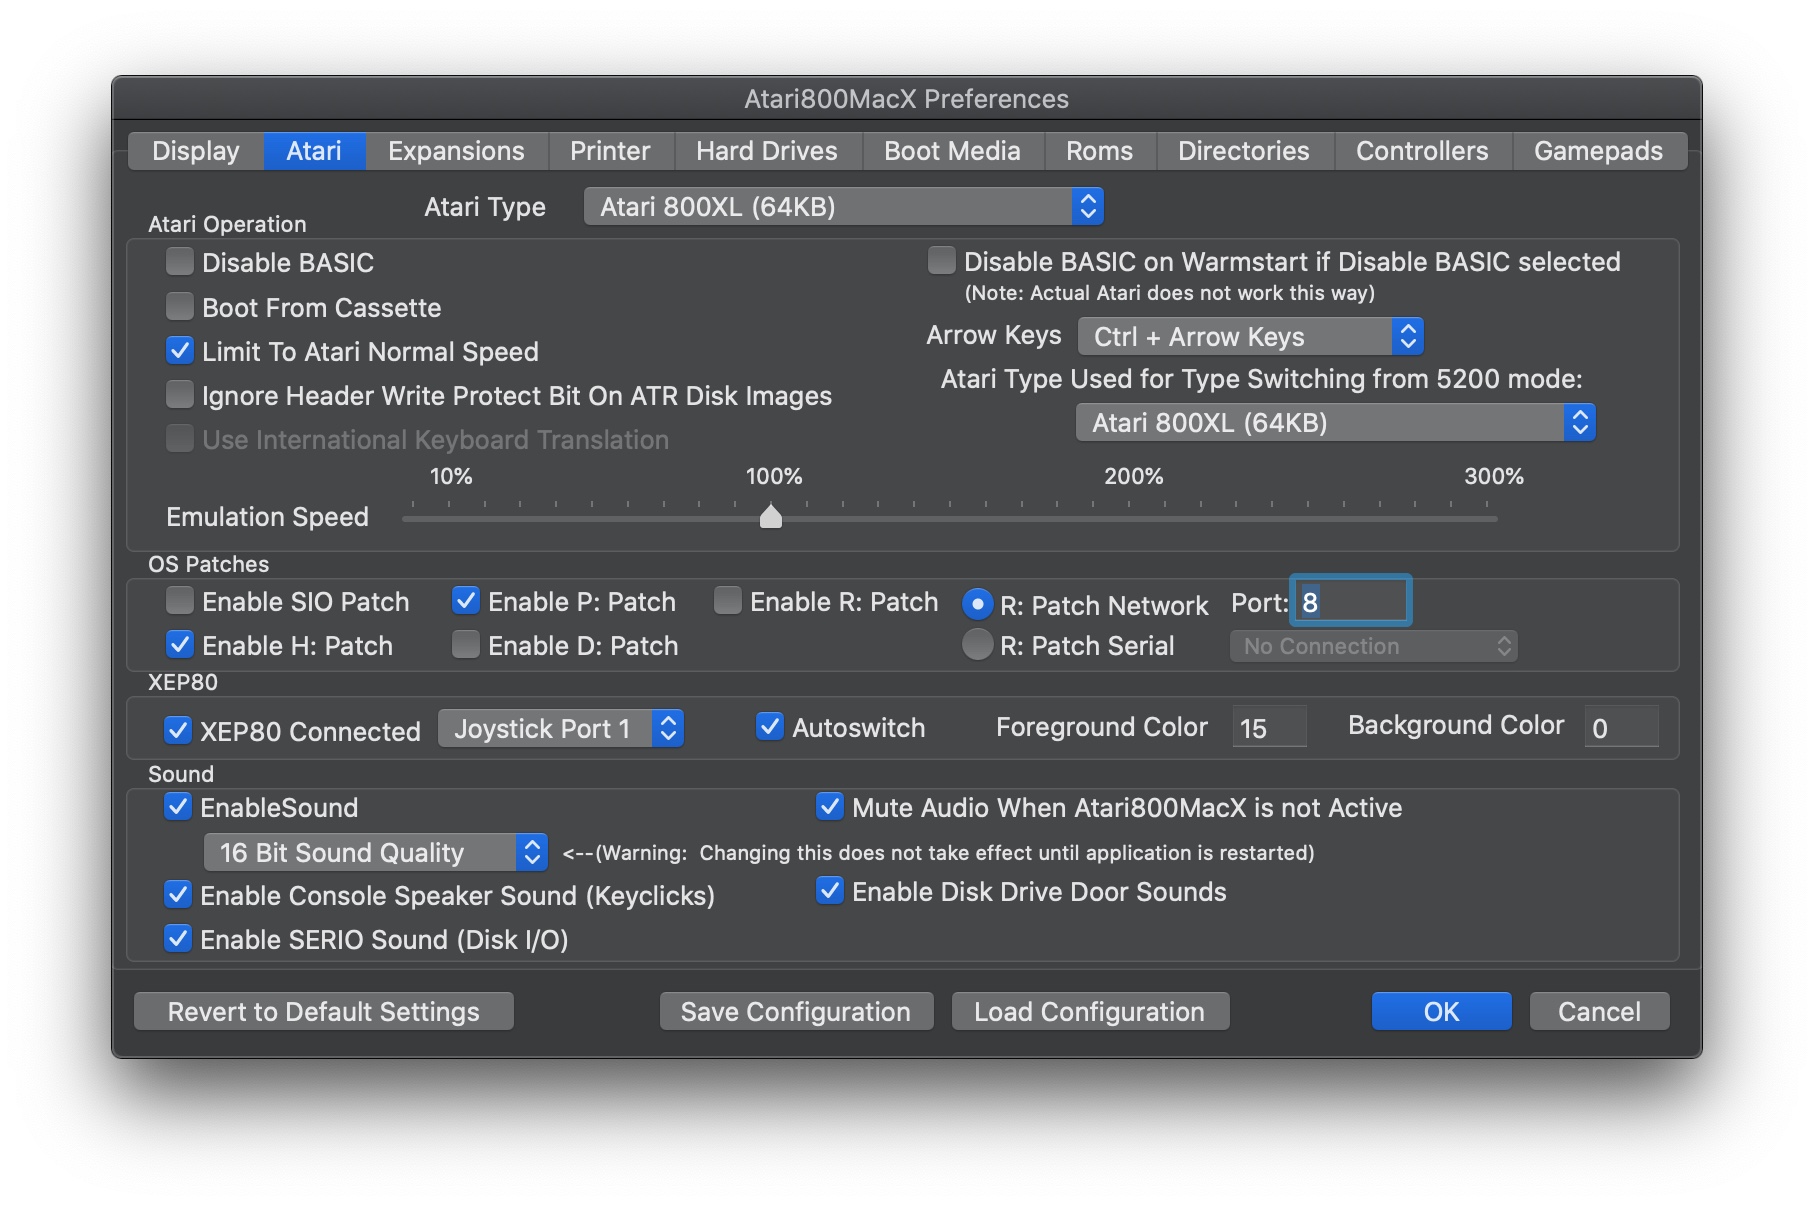 Atari800MacX Preferences
Display Atari Expansions Printer Hard Drives Boot Media Roms Directories Controllers Gamepads
Atari Type Atari 800XL (64KB)
Atari Operation
Disable BASIC
Disable BASIC on Warmstart if Disable BASIC selected
(Note: Actual Atari does not work this way)
Boot From Cassette
Arrow Keys Ctrl + Arrow Keys
Limit To Atari Normal Speed
Atari Type Used for Type Switching from 5200 mode:
Ignore Header Write Protect Bit On ATR Disk Images
Atari 800XL (64KB)
Use International Keyboard Translation
10% 100% 200% 300%
Emulation Speed
OS Patches
Enable SIO Patch Enable P: Patch Enable R: Patch R: Patch Network Port: 8
Enable H: Patch Enable D: Patch R: Patch Serial No Connection
XEP80
XEP80 Connected Joystick Port 1 Autoswitch Foreground Color 15 Background Color 0
Sound
EnableSound Mute Audio When Atari800MacX is not Active
16 Bit Sound Quality <--(Warning: Changing this does not take effect until application is restarted)
Enable Console Speaker Sound (Keyclicks) Enable Disk Drive Door Sounds
Enable SERIO Sound (Disk I/O)
Revert to Default Settings Save Configuration Load Configuration OK Cancel